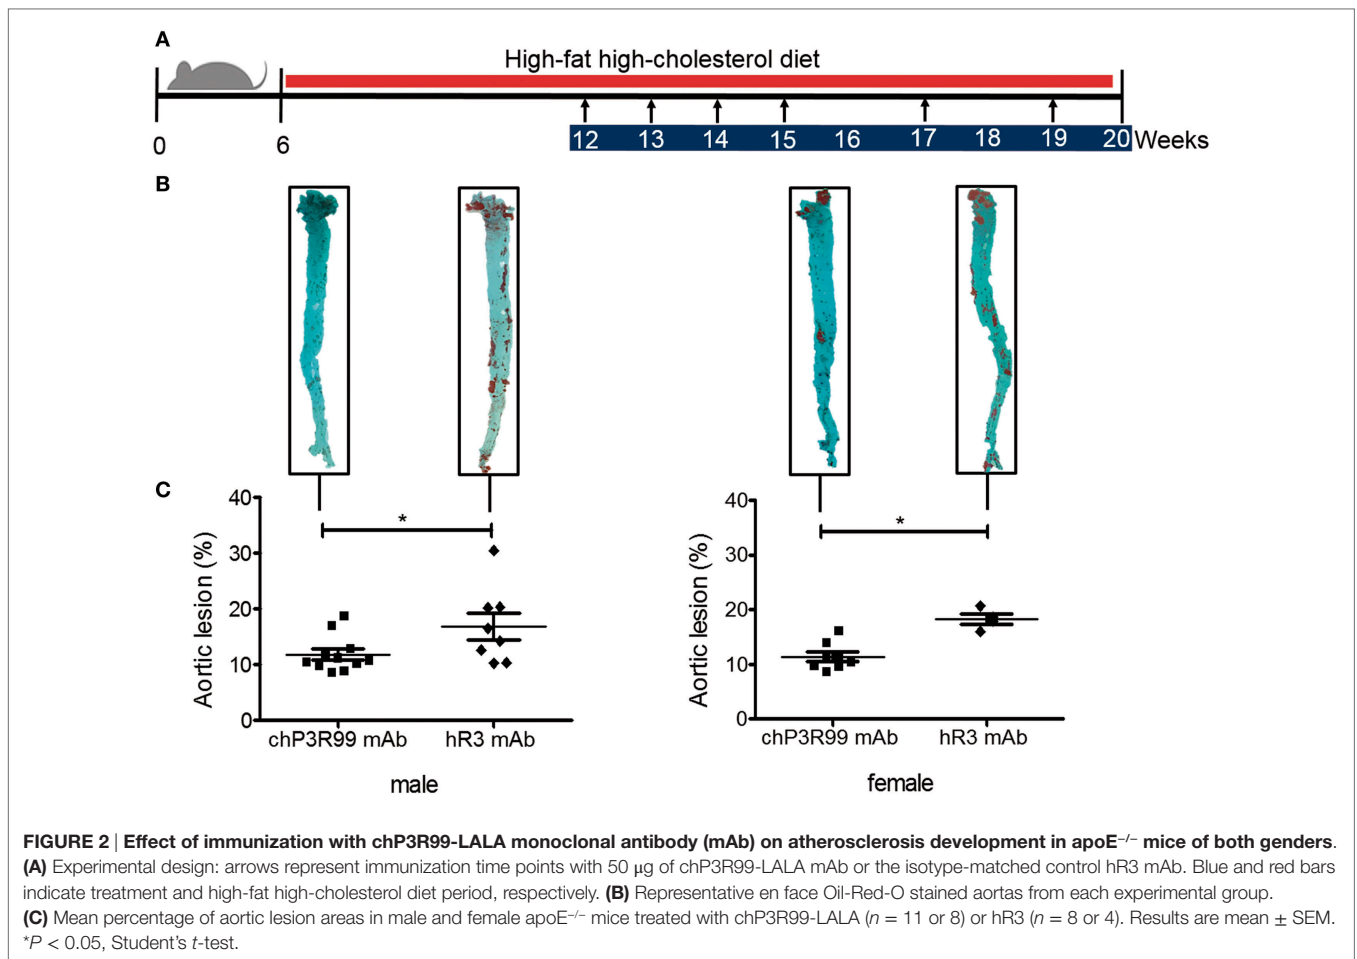 A
High-fat high-cholesterol diet
0 6 12 13 14 15 16 17 18 19 20 Weeks
B
C
40
30
20
10
0
Aortic lesion (%)
*
chP3R99 mAb hR3 mAb
male
40
30
20
10
0
Aortic lesion (%)
*
chP3R99 mAb hR3 mAb
female
FIGURE 2 | Effect of immunization with chP3R99-LALA monoclonal antibody (mAb) on atherosclerosis development in apoE−/− mice of both genders.
(A) Experimental design: arrows represent immunization time points with 50 μg of chP3R99-LALA mAb or the isotype-matched control hR3 mAb. Blue and red bars
indicate treatment and high-fat high-cholesterol diet period, respectively. (B) Representative en face Oil-Red-O stained aortas from each experimental group.
(C) Mean percentage of aortic lesion areas in male and female apoE−/− mice treated with chP3R99-LALA (n = 11 or 8) or hR3 (n = 8 or 4). Results are mean ± SEM.
*P < 0.05, Student's t-test.